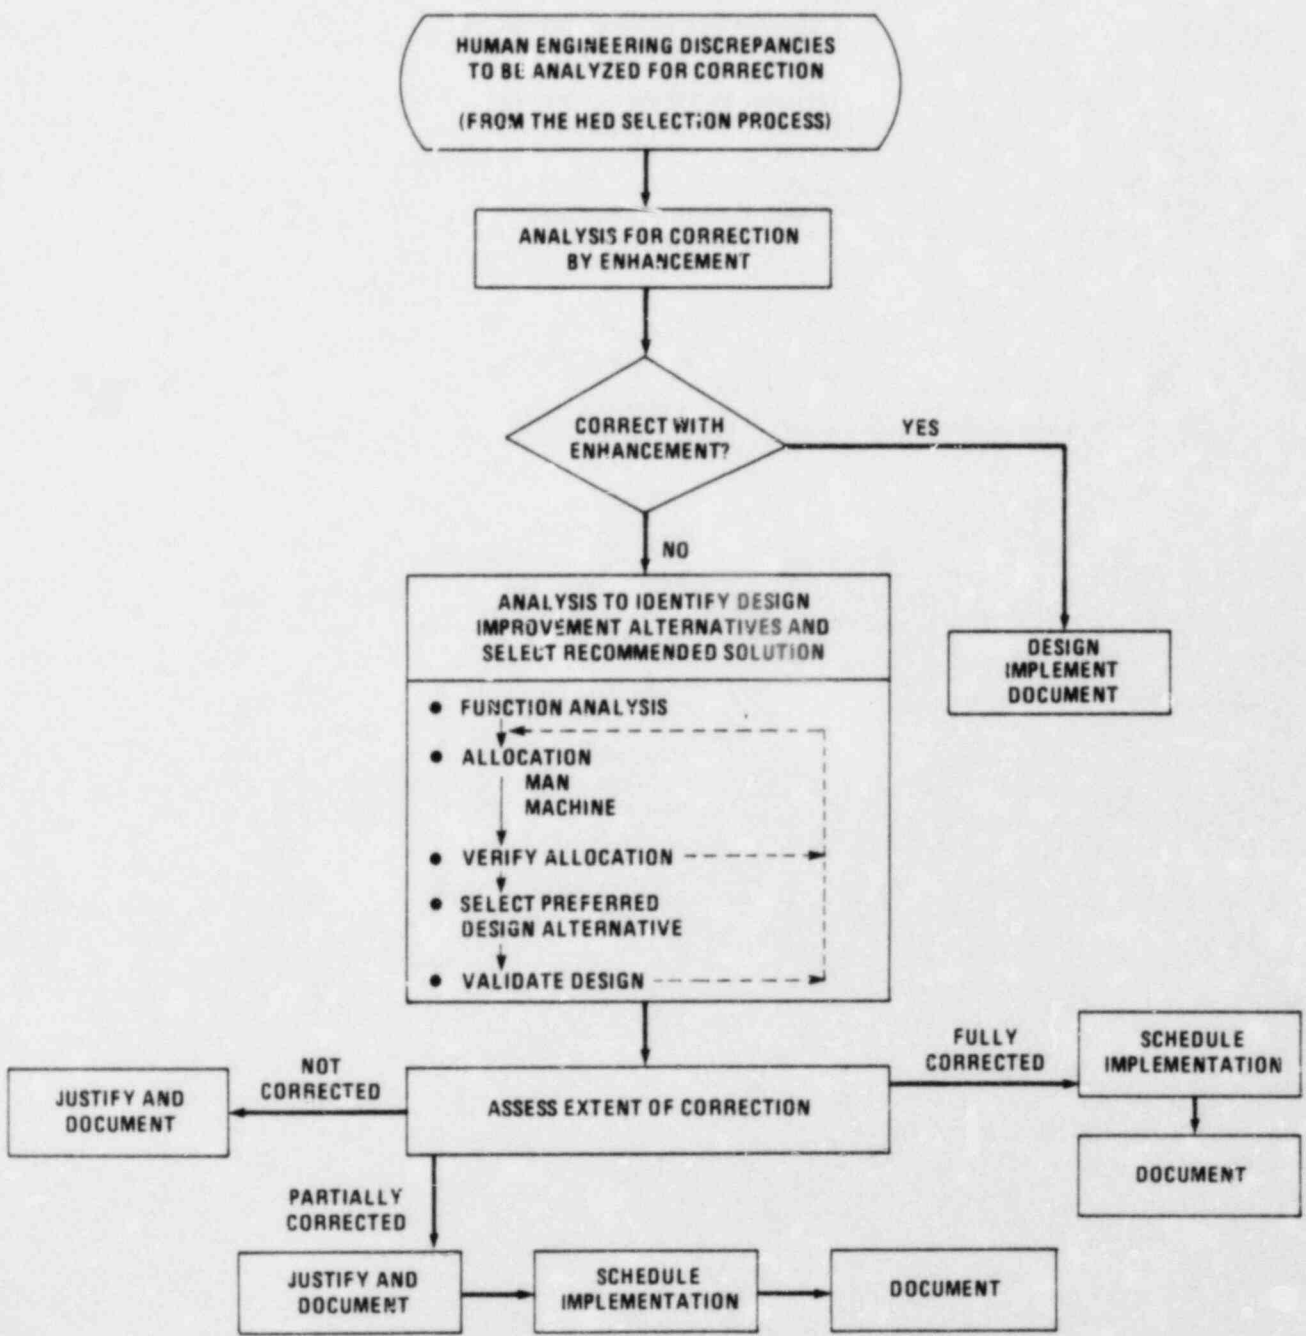 HUMAN ENGINEERING DISCREPANCIES
TO BE ANALYZED FOR CORRECTION
(FROM THE HED SELECTION PROCESS)
ANALYSIS FOR CORRECTION
BY ENHANCEMENT
CORRECT WITH
ENHANCEMENT?
YES
NO
DESIGN
IMPLEMENT
DOCUMENT
ANALYSIS TO IDENTIFY DESIGN
IMPROVEMENT ALTERNATIVES AND
SELECT RECOMMENDED SOLUTION
● FUNCTION ANALYSIS
● ALLOCATION
MAN
MACHINE
● VERIFY ALLOCATION
● SELECT PREFERRED
DESIGN ALTERNATIVE
● VALIDATE DESIGN
NOT
CORRECTED
JUSTIFY AND
DOCUMENT
ASSESS EXTENT OF CORRECTION
FULLY
CORRECTED
SCHEDULE
IMPLEMENTATION
DOCUMENT
PARTIALLY
CORRECTED
JUSTIFY AND
DOCUMENT
SCHEDULE
IMPLEMENTATION
DOCUMENT